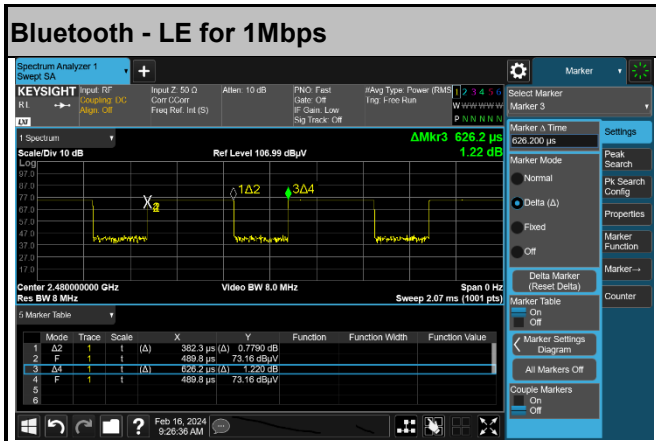 Bluetooth - LE for 1Mbps
Spectrum Analyzer 1
Swept SA
Marker
KEYSIGHT
RL
LXI
Input: RF
Coupling: DC
Align: Off
Input Z: 50 Ω
Corr CCorr
Freq Ref: Int (S)
Atten: 10 dB
PNO: Fast
Gate: Off
IF Gain: Low
Sig Track: Off
#Avg Type: Power (RMS
Trig: Free Run
1 2 3 4 5 6
W W W W W W
P N N N N N
Select Marker
Marker 3
1 Spectrum
ΔMkr3 626.2 µs
1.22 dB
Scale/Div 10 dB
Ref Level 106.99 dBµV
Log
97.0
87.0
77.0
67.0
57.0
47.0
37.0
27.0
17.0
X
1Δ2
3Δ4
Center 2.480000000 GHz
Res BW 8 MHz
Video BW 8.0 MHz
Span 0 Hz
Sweep 2.07 ms (1001 pts)
5 Marker Table
Mode Trace Scale X Y Function Function Width Function Value
1 Δ2 1 t (Δ) 382.3 µs (Δ) 0.7790 dB
2 F 1 t 489.8 µs 73.16 dBµV
3 Δ4 1 t (Δ) 626.2 µs (Δ) 1.220 dB
4 F 1 t 489.8 µs 73.16 dBµV
5
6
Marker Δ Time
626.200 µs
Marker Mode
Normal
Delta (Δ)
Fixed
Off
Delta Marker
(Reset Delta)
Marker Table
On
Off
Marker Settings
Diagram
All Markers Off
Couple Markers
On
Off
Settings
Peak
Search
Pk Search
Config
Properties
Marker
Function
Marker→
Counter
?
Feb 16, 2024
9:26:36 AM